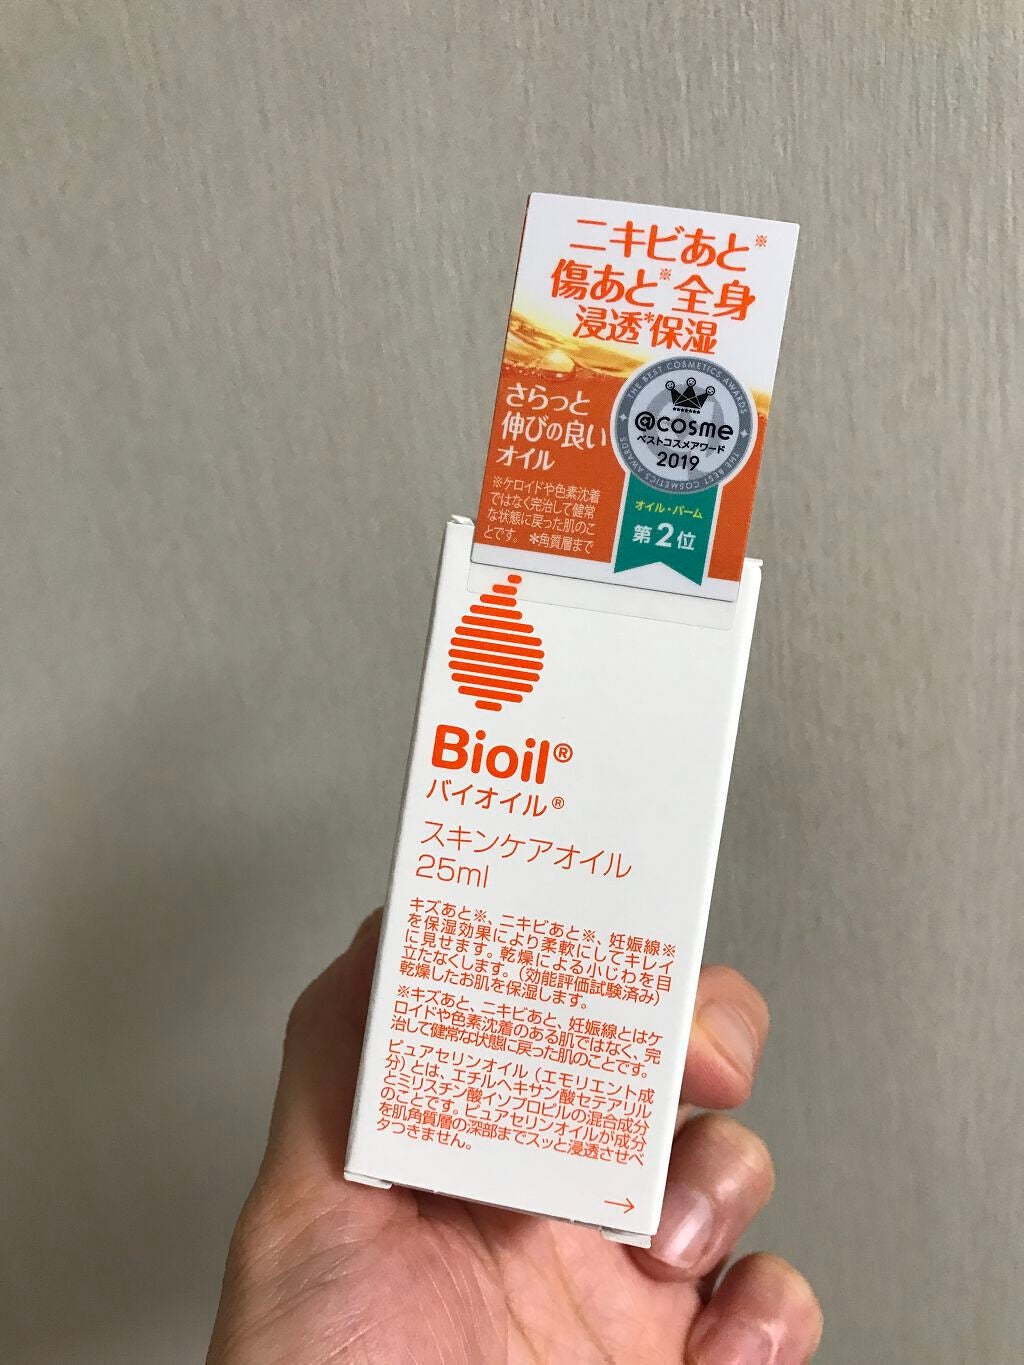 ニキビあと※
傷あと※全身
浸透*保湿
THE BEST COSMETICS AWARDS
@cosme
ベストコスメアワード
2019
THE BEST COSMETICS AWARDS
さらっと
伸びの良い
オイル
※ケロイドや色素沈着
ではなく完治して健常
な状態に戻った肌のこ
とです。 *角質層まで
オイル・バーム
第2位
Bioil®
バイオイル®
スキンケアオイル
25ml
キズあと※、ニキビあと※、妊娠線※
を保湿効果により柔軟にしてキレイ
に見せます。乾燥による小じわを目
立たなくします。（効能評価試験済み）
乾燥したお肌を保湿します。
※キズあと、ニキビあと、妊娠線とはケ
ロイドや色素沈着のある肌ではなく、完
治して健常な状態に戻った肌のことです。
ピュアセリンオイル（エモリエント成
分）とは、エチルヘキサン酸セテアリル
とミリスチン酸イソプロピルの混合成分
のことです。ピュアセリンオイルが成分
を肌角質層の深部までスッと浸透させベ
タつきません。
→